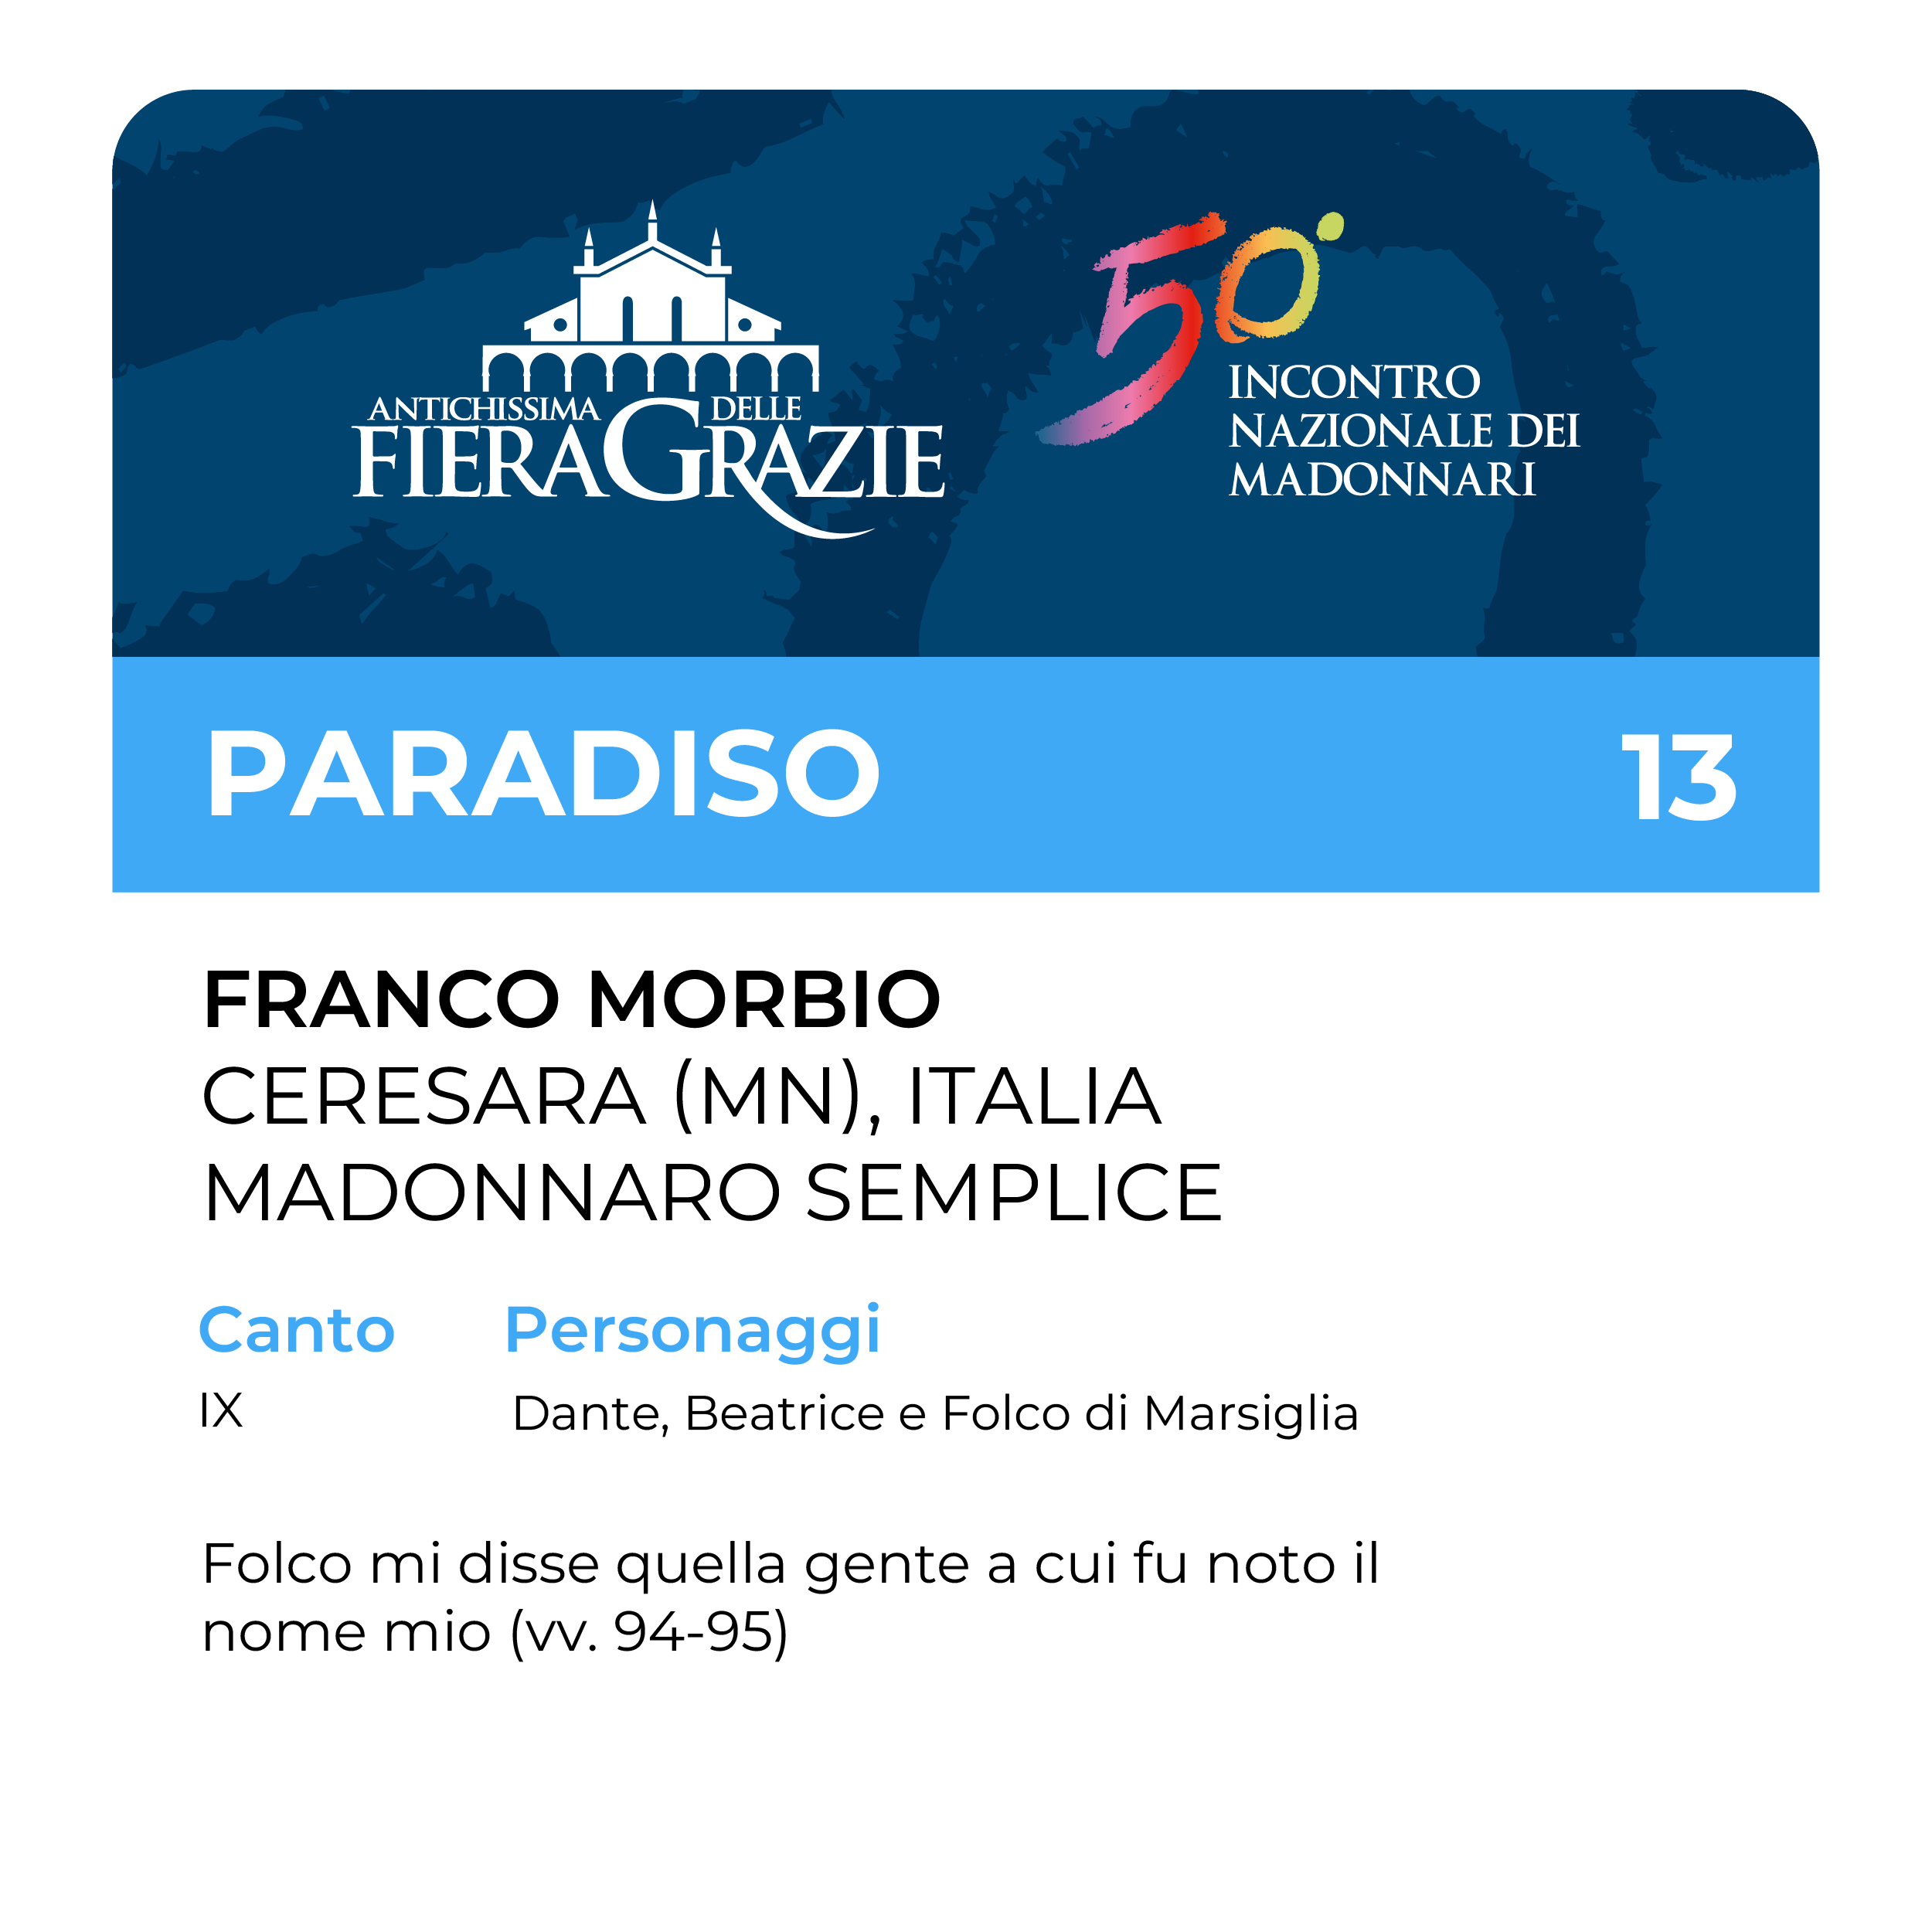 ANTICHISSIMA
FIERA DELLE GRAZIE
50°
INCONTRO
NAZIONALE DEI
MADONNARI
PARADISO
13
FRANCO MORBIO
CERESARA (MN), ITALIA
MADONNARO SEMPLICE
Canto Personaggi
IX Dante, Beatrice e Folco di Marsiglia
Folco mi disse quella gente a cui fu noto il
nome mio (vv. 94-95)